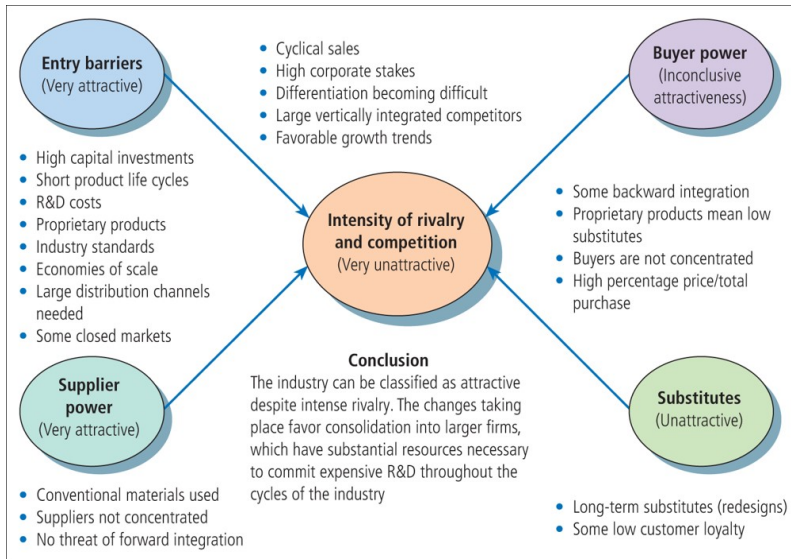 Entry barriers
(Very attractive)
• High capital investments
• Short product life cycles
• R&D costs
• Proprietary products
• Industry standards
• Economies of scale
• Large distribution channels
needed
• Some closed markets
• Cyclical sales
• High corporate stakes
• Differentiation becoming difficult
• Large vertically integrated competitors
• Favorable growth trends
Buyer power
(Inconclusive
attractiveness)
• Some backward integration
• Proprietary products mean low
substitutes
• Buyers are not concentrated
• High percentage price/total
purchase
Intensity of rivalry
and competition
(Very unattractive)
Supplier
power
(Very attractive)
• Conventional materials used
• Suppliers not concentrated
• No threat of forward integration
Conclusion
The industry can be classified as attractive
despite intense rivalry. The changes taking
place favor consolidation into larger firms,
which have substantial resources necessary
to commit expensive R&D throughout the
cycles of the industry
Substitutes
(Unattractive)
• Long-term substitutes (redesigns)
• Some low customer loyalty